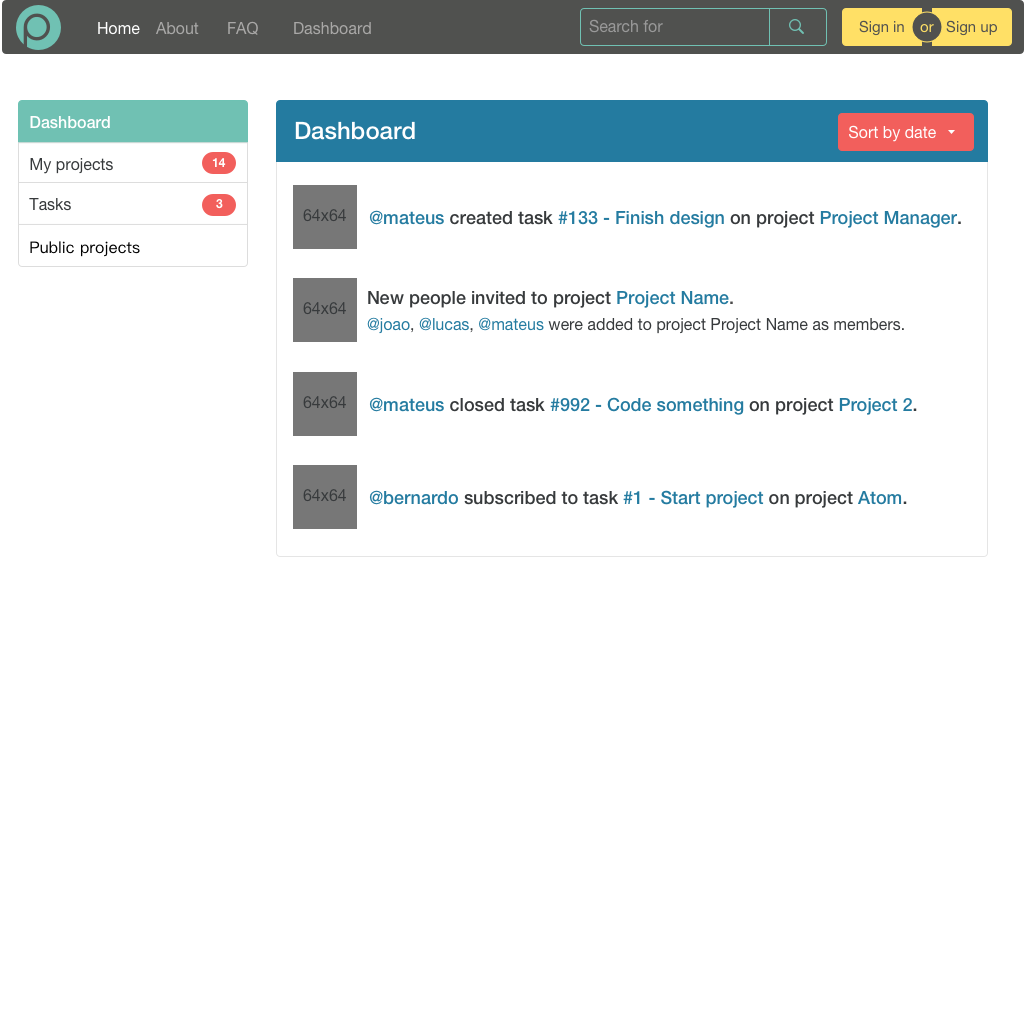 Home About FAQ Dashboard Search for Sign in or Sign up
Dashboard
My projects 14
Tasks 3
Public projects
Dashboard Sort by date
64x64 @mateus created task #133 - Finish design on project Project Manager.
64x64 New people invited to project Project Name.
@joao, @lucas, @mateus were added to project Project Name as members.
64x64 @mateus closed task #992 - Code something on project Project 2.
64x64 @bernardo subscribed to task #1 - Start project on project Atom.